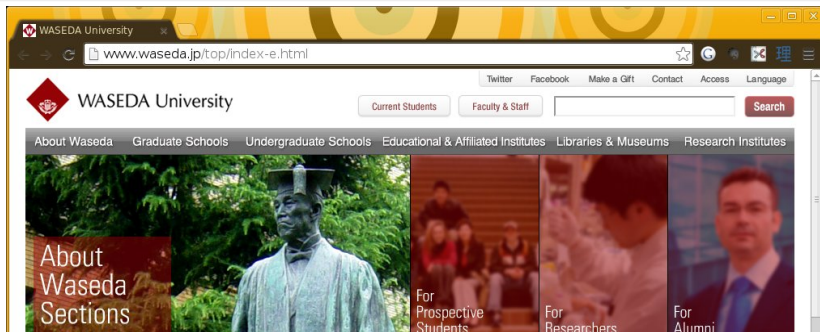 WASEDA University
www.waseda.jp/top/index-e.html
G
理
Twitter Facebook Make a Gift Contact Access Language
WASEDA University
Current Students Faculty & Staff Search
About Waseda Graduate Schools Undergraduate Schools Educational & Affiliated Institutes Libraries & Museums Research Institutes
About
Waseda
Sections
For
Prospective
Students
For
Researchers
For
Alumni